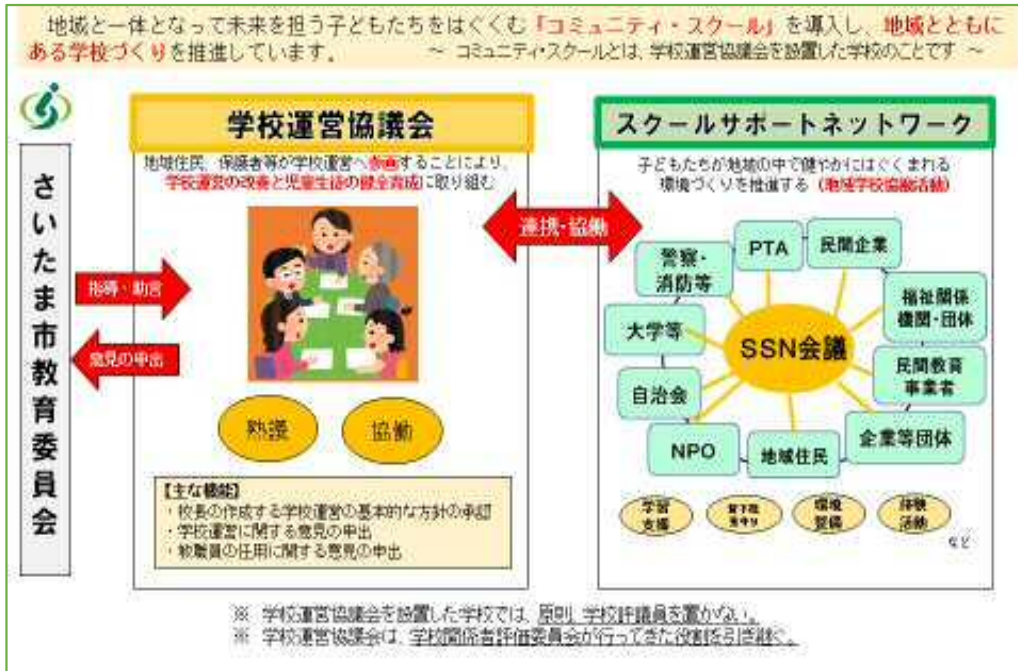 地域と一体となって未来を担う子どもたちをはぐくむ「コミュニティ・スクール」を導入し、地域とともに
ある学校づくりを推進しています。　～ コミュニティ・スクールとは、学校運営協議会を設置した学校のことです ～
さいたま市教育委員会
指導・助言
意見の申出
学校運営協議会
地域住民、保護者等が学校運営へ参画することにより、
学校運営の改善と児童生徒の健全育成に取り組む
熟議
協働
【主な機能】
・校長の作成する学校運営の基本的な方針の承認
・学校運営に関する意見の申出
・教職員の任用に関する意見の申出
連携・協働
スクールサポートネットワーク
子どもたちが地域の中で健やかにはぐくまれる
環境づくりを推進する（地域学校協働活動）
PTA
民間企業
警察・
消防等
福祉関係
機関・団体
大学等
SSN会議
民間教育
事業者
自治会
企業等団体
NPO
地域住民
学習
支援
登下校
見守り
環境
整備
体験
活動
など
※ 学校運営協議会を設置した学校では、原則、学校評議員を置かない。
※ 学校運営協議会は、学校関係者評価委員会が行ってきた役割を引き継ぐ。